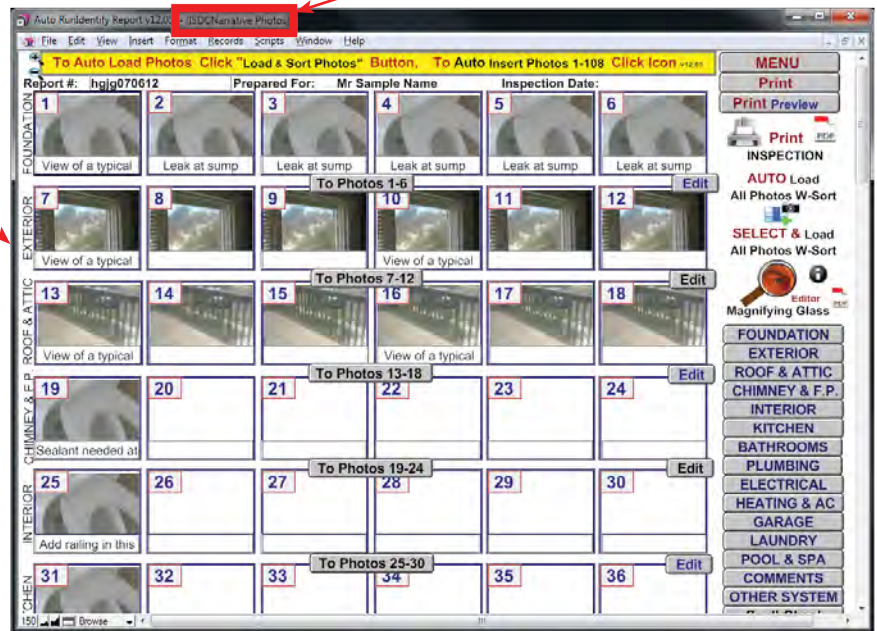 Auto RunIdentify Report v12.03 - (ISDCNarrative Photos)
File Edit View Insert Format Records Scripts Window Help
To Auto Load Photos Click "Load & Sort Photos" Button, To Auto Insert Photos 1-108 Click Icon
Report #: hgjg070612 Prepared For: Mr Sample Name Inspection Date:
FOUNDATION
1 2 3 4 5 6
View of a typical Leak at sump Leak at sump Leak at sump Leak at sump Leak at sump
To Photos 1-6 Edit
EXTERIOR
7 8 9 10 11 12
View of a typical View of a typical
To Photos 7-12 Edit
ROOF & ATTIC
13 14 15 16 17 18
View of a typical View of a typical
To Photos 13-18 Edit
CHIMNEY & F.P.
19 20 21 22 23 24
Sealant needed at
To Photos 19-24 Edit
INTERIOR
25 26 27 28 29 30
Add railing in this
To Photos 25-30 Edit
CHEN
31 32 33 34 35 36
150 Browse
MENU
Print
Print Preview
Print PDF
INSPECTION
AUTO Load
All Photos W-Sort
SELECT & Load
All Photos W-Sort
Editor
Magnifying Glass PDF
FOUNDATION
EXTERIOR
ROOF & ATTIC
CHIMNEY & F.P.
INTERIOR
KITCHEN
BATHROOMS
PLUMBING
ELECTRICAL
HEATING & AC
GARAGE
LAUNDRY
POOL & SPA
COMMENTS
OTHER SYSTEM